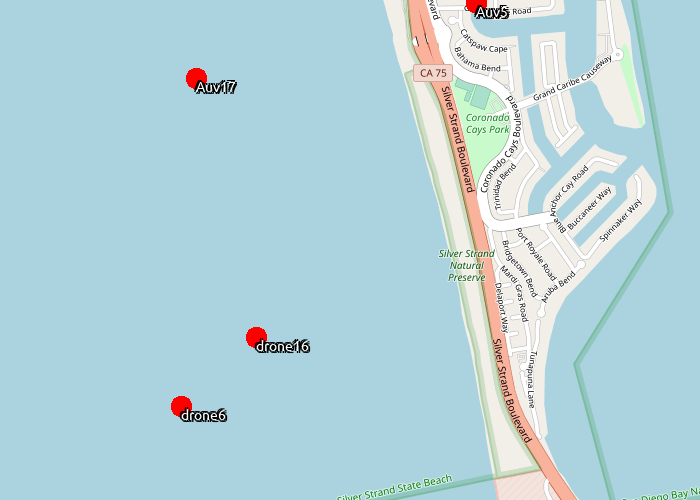 Boulevard
s Road
Auv5
Catspaw Cape
Bahama Bend
Grand Caribe Causeway
CA 75
Auv17
Silver Strand Boulevard
Coronado
Cays Park
Coronado Cays Boulevard
Trinidad Bend
Anchor Cay Road
Buccaneer Way
Spinnaker Way
Blu
Port Royale Road
Silver Strand
Natural
Preserve
Bridgetown Bend
Mardi Gras Road
Aruba Bend
Delaport Way
drone16
Silver Strand Boulevard
Tunapuna Lane
drone6
Silver Strand State Beach
San Diego Bay N